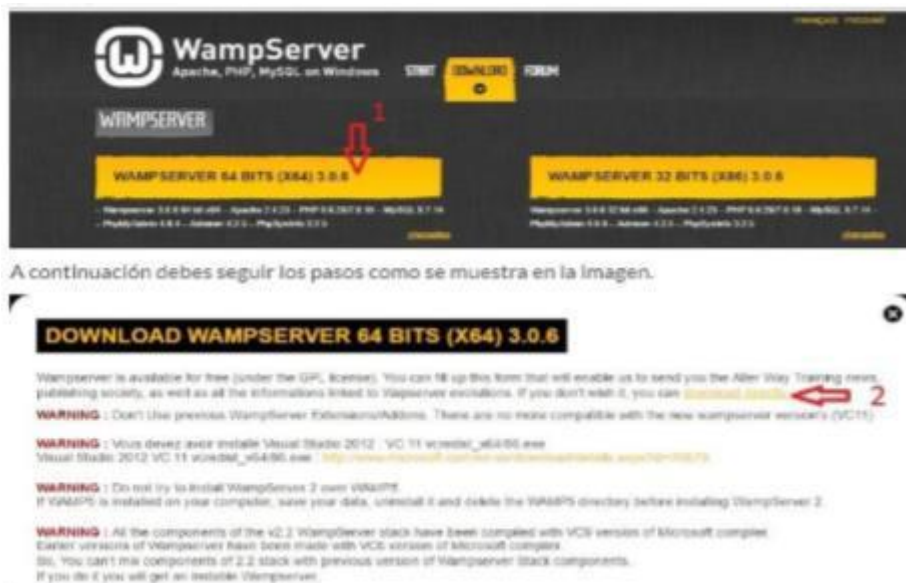 WampServer
Apache, PHP, MySQL on Windows
START DOWNLOAD FORUM
WAMPSERVER
1
WAMPSERVER 64 BITS (X64) 3.0.6
WAMPSERVER 32 BITS (X86) 3.0.6
A continuación debes seguir los pasos como se muestra en la imagen.
DOWNLOAD WAMPSERVER 64 BITS (X64) 3.0.6
Wampserver is available for free (under the GPL license). You can fill up this form that will enable us to send you the Alter Way Training news,
publishing society, as well as all the informations linked to Wapserver evolutions. If you don't wish it, you can download directly
2
WARNING : Don't Use previous WampServer Extensions/Addons. There are no more compatible with the new wampserver version's (VC11)
WARNING : Vous devez avoir installe Visual Studio 2012 : VC 11 vcredist_x64/86.exe
Visual Studio 2012 VC 11 vcredist_x64/86.exe :
WARNING : Do not try to install WampServer 2 over WAMP5.
If WAMP5 is installed on your computer, save your data, uninstall it and delete the WAMP5 directory before installing WampServer 2.
WARNING : All the components of the v2.2 WampServer stack have been compiled with VC9 version of Microsoft compiler.
Earlier versions of Wampserver have been made with VC6 version of Microsoft compiler.
So, You can't mix components of 2.2 stack with previous version of Wampserver Stack components.
If you do it you will get an instable Wampserver.